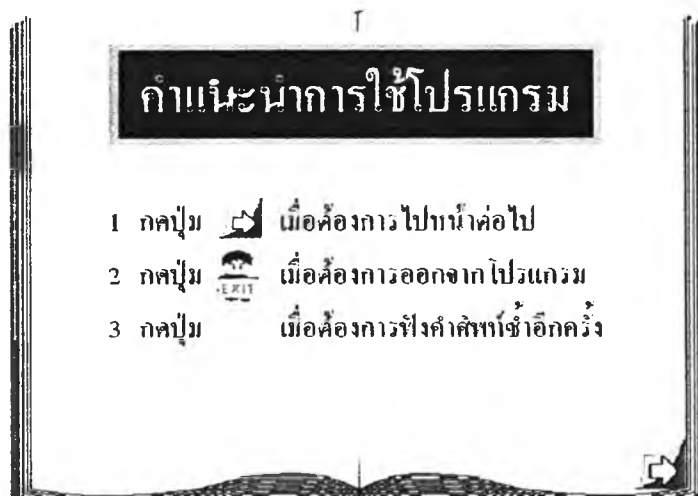 คำแนะนำการใช้โปรแกรม
1 กดปุ่ม เมื่อต้องการไปหน้าต่อไป
2 กดปุ่ม EXIT เมื่อต้องการออกจากโปรแกรม
3 กดปุ่ม เมื่อต้องการฟังคำศัพท์ซ้ำอีกครั้ง